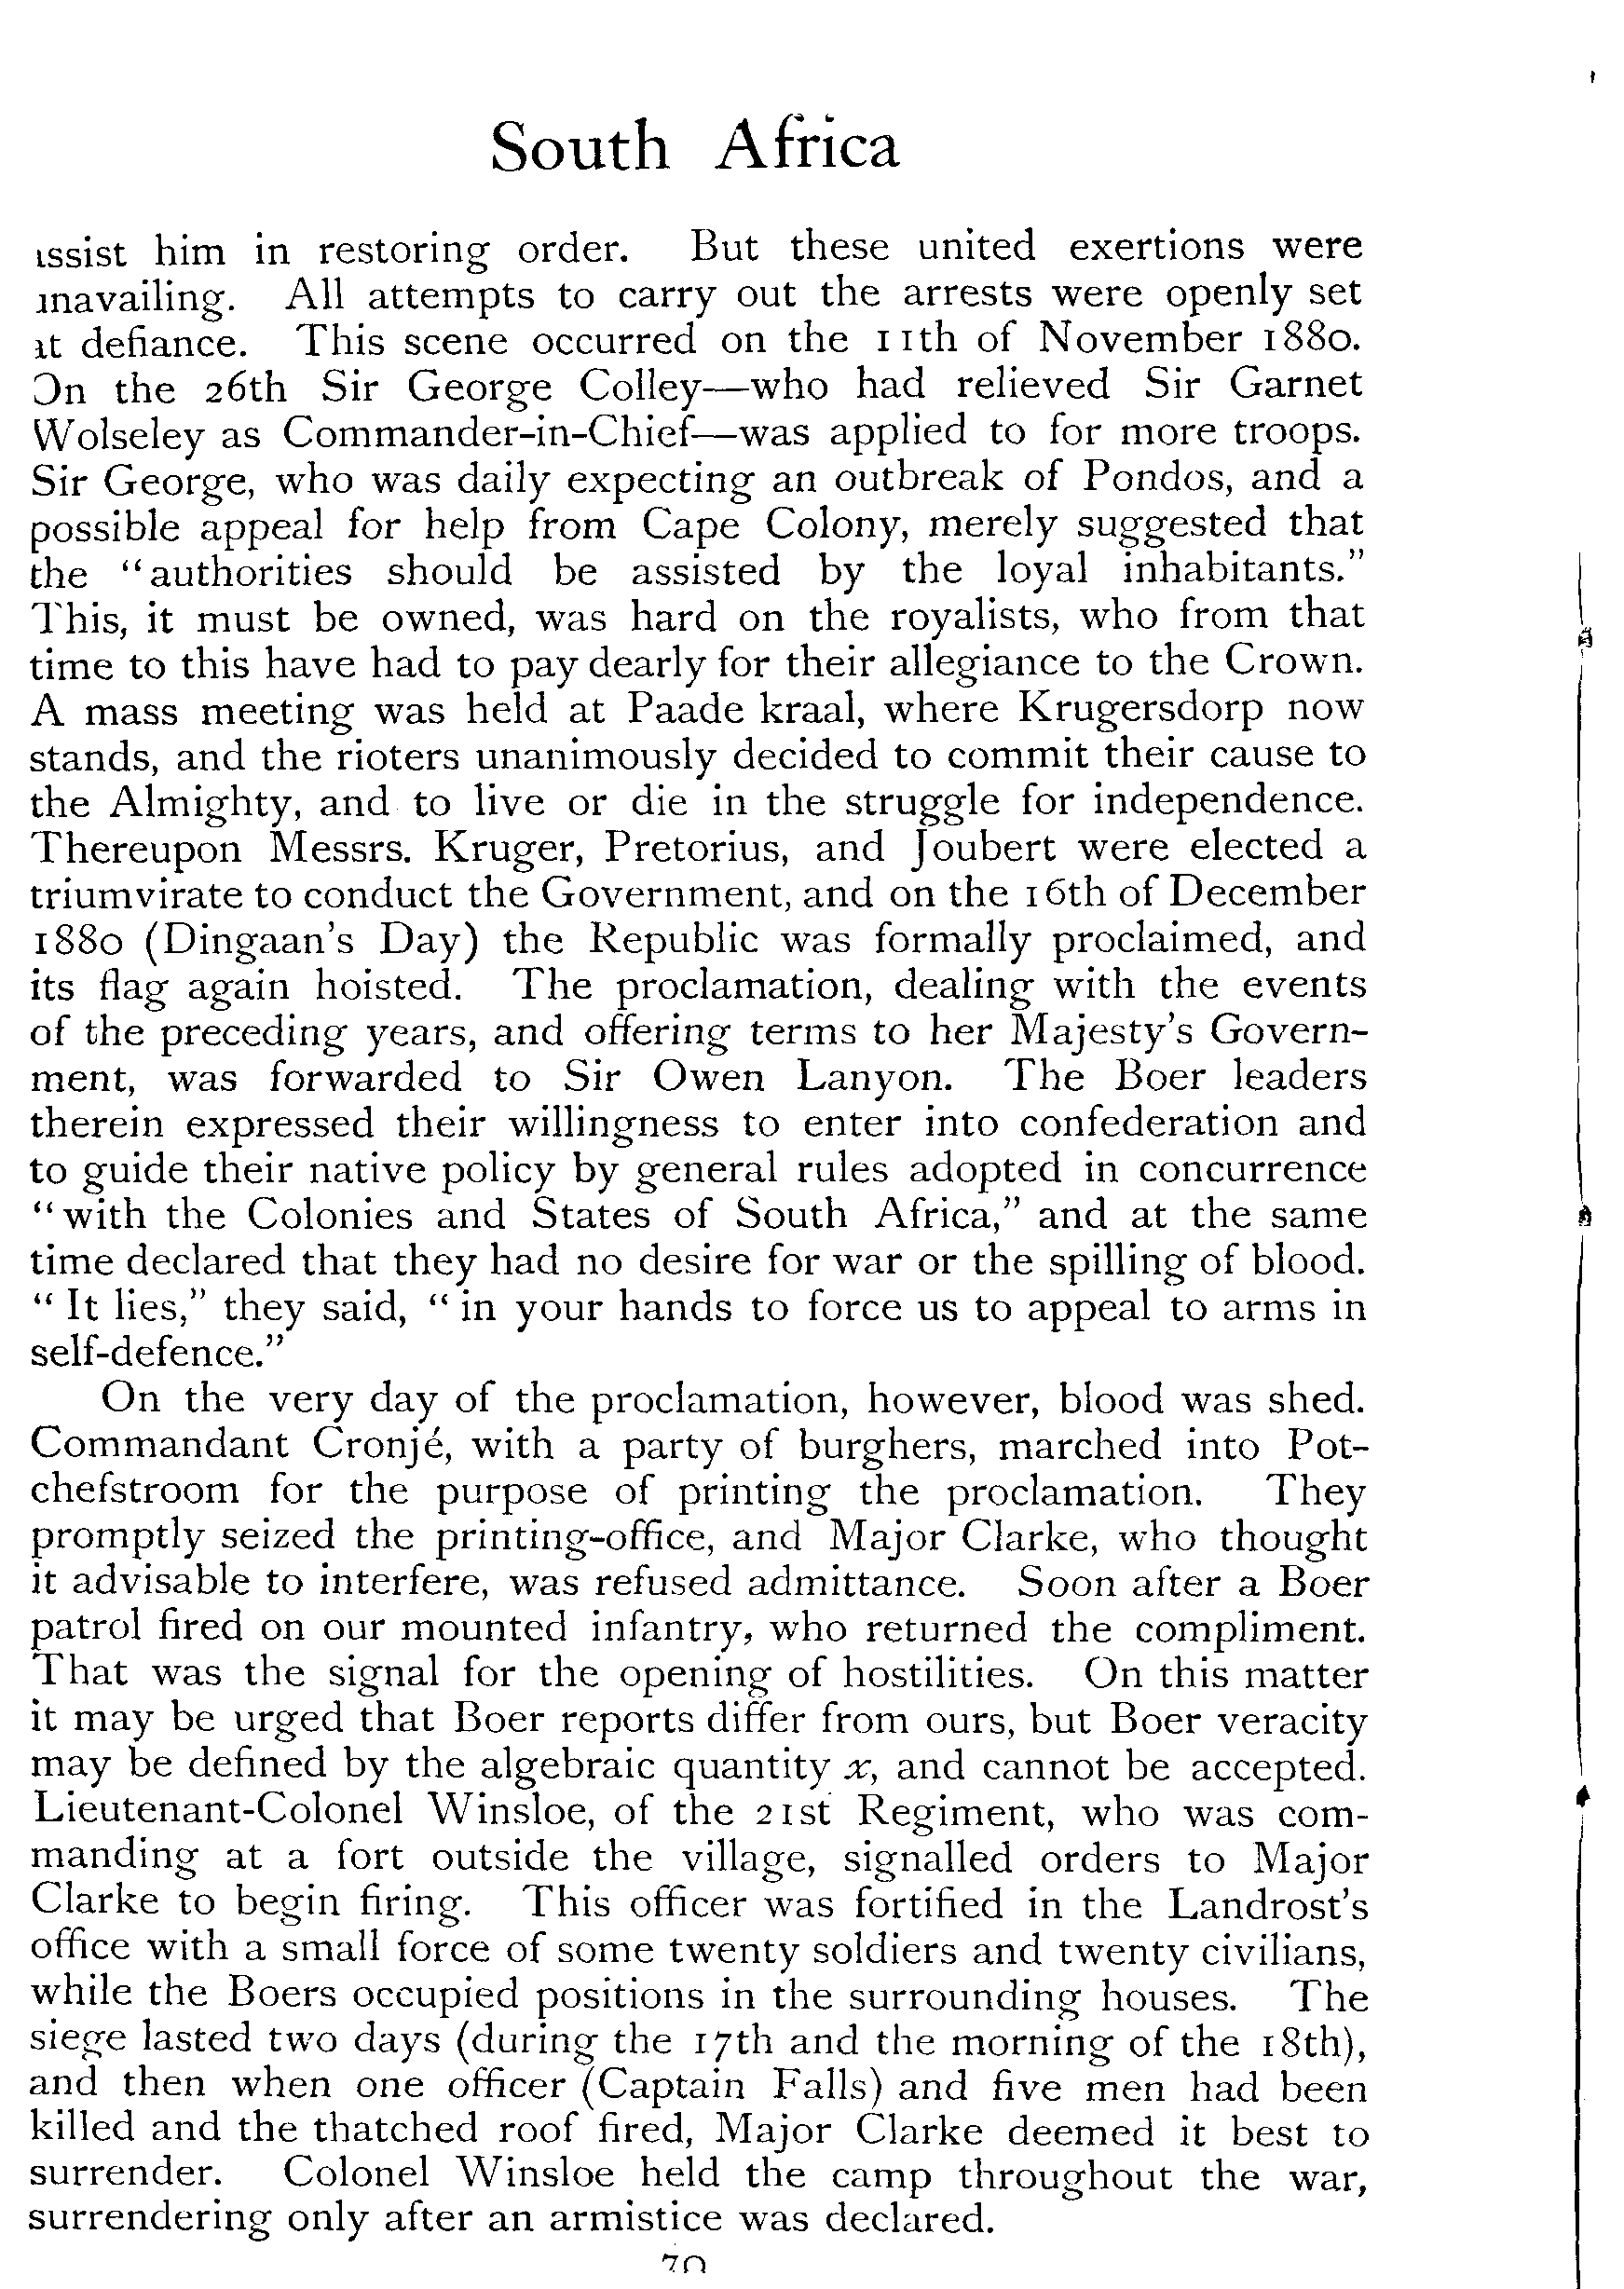 South Africa
assist him in restoring order. But these united exertions were
unavailing. All attempts to carry out the arrests were openly set
at defiance. This scene occurred on the 11th of November 1880.
On the 26th Sir George Colley—who had relieved Sir Garnet
Wolseley as Commander-in-Chief—was applied to for more troops.
Sir George, who was daily expecting an outbreak of Pondos, and a
possible appeal for help from Cape Colony, merely suggested that
the “authorities should be assisted by the loyal inhabitants.”
This, it must be owned, was hard on the royalists, who from that
time to this have had to pay dearly for their allegiance to the Crown.
A mass meeting was held at Paade kraal, where Krugersdorp now
stands, and the rioters unanimously decided to commit their cause to
the Almighty, and to live or die in the struggle for independence.
Thereupon Messrs. Kruger, Pretorius, and Joubert were elected a
triumvirate to conduct the Government, and on the 16th of December
1880 (Dingaan’s Day) the Republic was formally proclaimed, and
its flag again hoisted. The proclamation, dealing with the events
of the preceding years, and offering terms to her Majesty’s Govern-
ment, was forwarded to Sir Owen Lanyon. The Boer leaders
therein expressed their willingness to enter into confederation and
to guide their native policy by general rules adopted in concurrence
“with the Colonies and States of South Africa,” and at the same
time declared that they had no desire for war or the spilling of blood.
“It lies,” they said, “in your hands to force us to appeal to arms in
self-defence.”
On the very day of the proclamation, however, blood was shed.
Commandant Cronjé, with a party of burghers, marched into Pot-
chefstroom for the purpose of printing the proclamation. They
promptly seized the printing-office, and Major Clarke, who thought
it advisable to interfere, was refused admittance. Soon after a Boer
patrol fired on our mounted infantry, who returned the compliment.
That was the signal for the opening of hostilities. On this matter
it may be urged that Boer reports differ from ours, but Boer veracity
may be defined by the algebraic quantity x, and cannot be accepted.
Lieutenant-Colonel Winsloe, of the 21st Regiment, who was com-
manding at a fort outside the village, signalled orders to Major
Clarke to begin firing. This officer was fortified in the Landrost’s
office with a small force of some twenty soldiers and twenty civilians,
while the Boers occupied positions in the surrounding houses. The
siege lasted two days (during the 17th and the morning of the 18th),
and then when one officer (Captain Falls) and five men had been
killed and the thatched roof fired, Major Clarke deemed it best to
surrender. Colonel Winsloe held the camp throughout the war,
surrendering only after an armistice was declared.